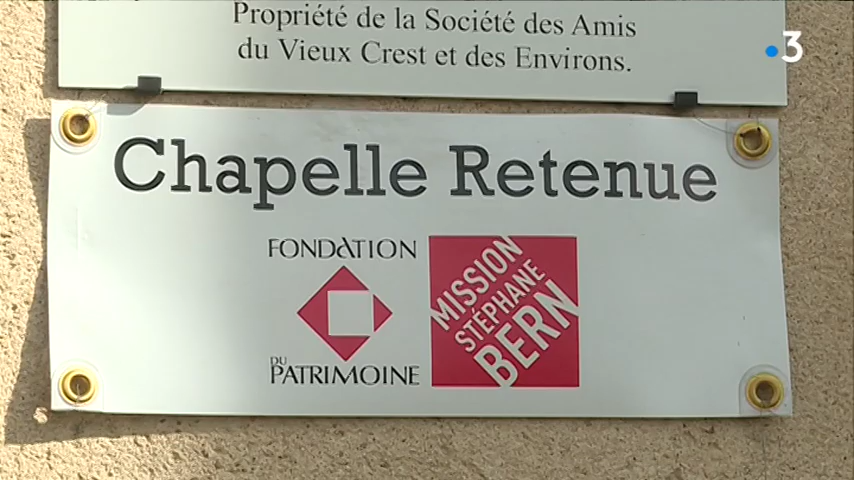 Propriété de la Société des Amis
du Vieux Crest et des Environs.
3
Chapelle Retenue
FONDATION
DU
PATRIMOINE
MISSION
STÉPHANE
BERN